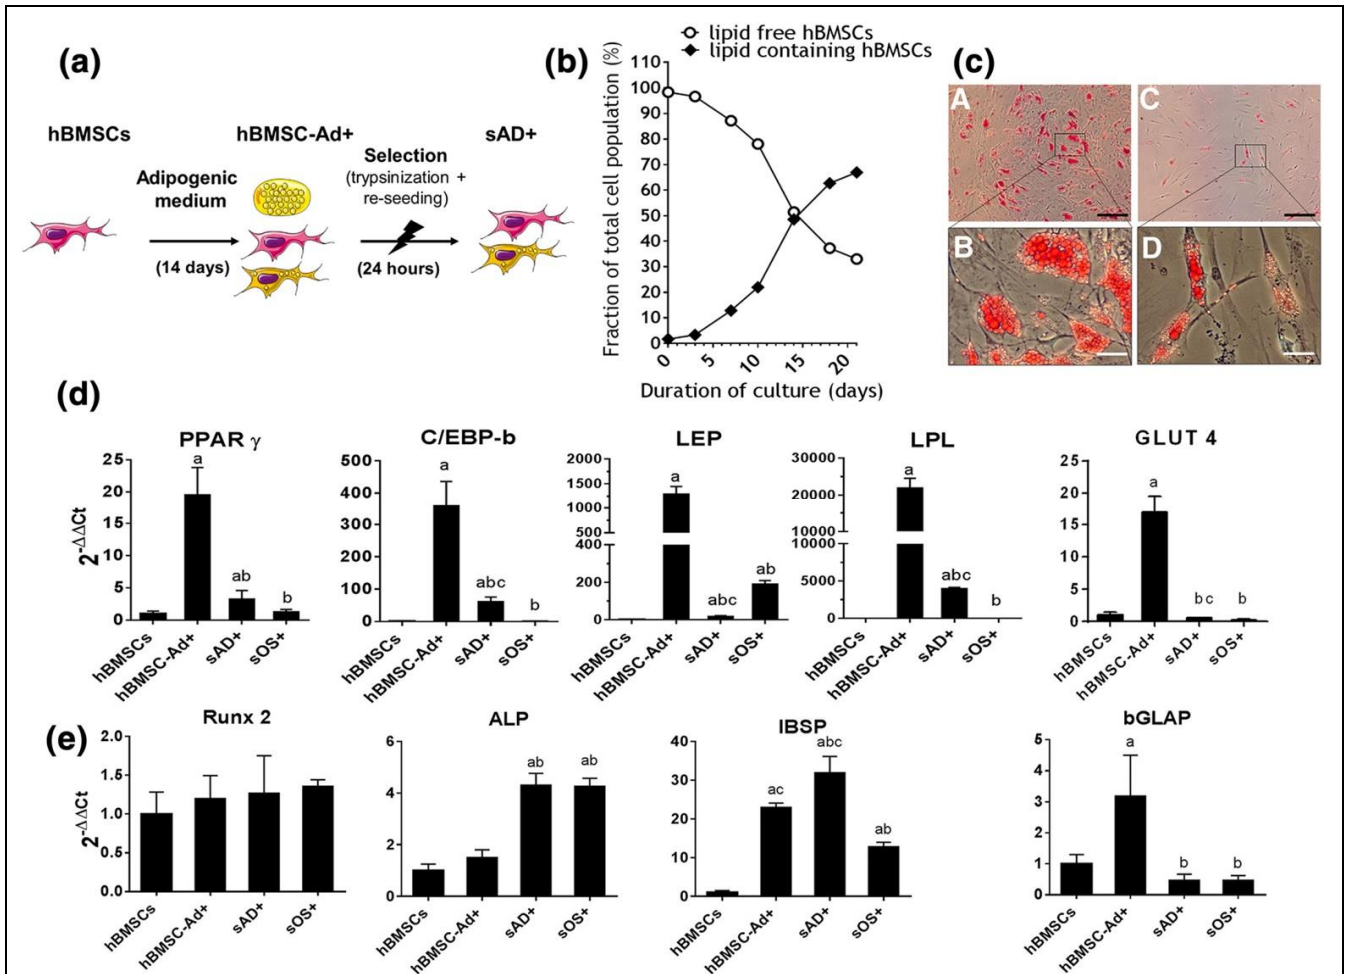 (a)
hBMSCs
hBMSC-Ad+
sAD+
Adipogenic
medium
(14 days)
Selection
(trypsinization +
re-seeding)
(24 hours)
(b)
lipid free hBMSCs
lipid containing hBMSCs
Fraction of total cell population (%)
110
100
90
80
70
60
50
40
30
20
10
0
0 5 10 15 20
Duration of culture (days)
(c)
A
C
B
D
(d)
PPAR γ
2-ΔΔCt
25
20
15
10
5
0
a
ab
b
hBMSCs
hBMSC-Ad+
sAD+
sOS+
C/EBP-b
500
400
300
200
100
0
a
abc
b
hBMSCs
hBMSC-Ad+
sAD+
sOS+
LEP
2000
1500
1000
500
400
200
0
a
abc
ab
hBMSCs
hBMSC-Ad+
sAD+
sOS+
LPL
30000
20000
10000
10000
5000
0
a
abc
b
hBMSCs
hBMSC-Ad+
sAD+
sOS+
GLUT 4
25
20
15
10
5
0
a
bc
b
hBMSCs
hBMSC-Ad+
sAD+
sOS+
(e)
Runx 2
2-ΔΔCt
2.0
1.5
1.0
0.5
0.0
hBMSCs
hBMSC-Ad+
sAD+
sOS+
ALP
6
4
2
0
ab
ab
hBMSCs
hBMSC-Ad+
sAD+
sOS+
IBSP
40
30
20
10
0
ac
abc
ab
hBMSCs
hBMSC-Ad+
sAD+
sOS+
bGLAP
5
4
3
2
1
0
a
b
b
hBMSCs
hBMSC-Ad+
sAD+
sOS+